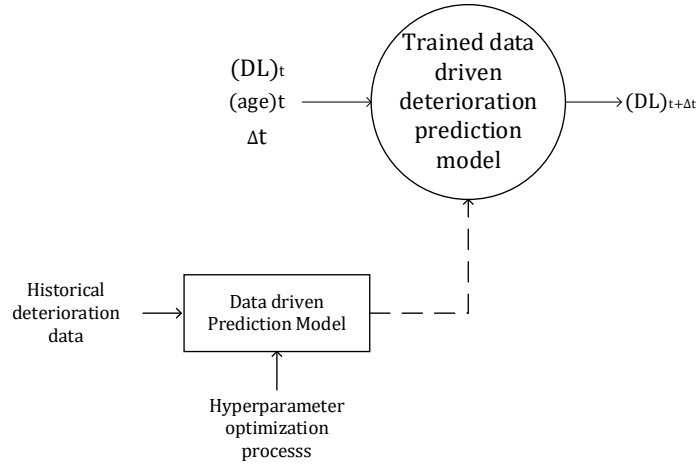 (DL)t
(age)t
Δt
Trained data
driven
deterioration
prediction
model
(DL)t+Δt
Historical
deterioration
data
Data driven
Prediction Model
Hyperparameter
optimization
processs